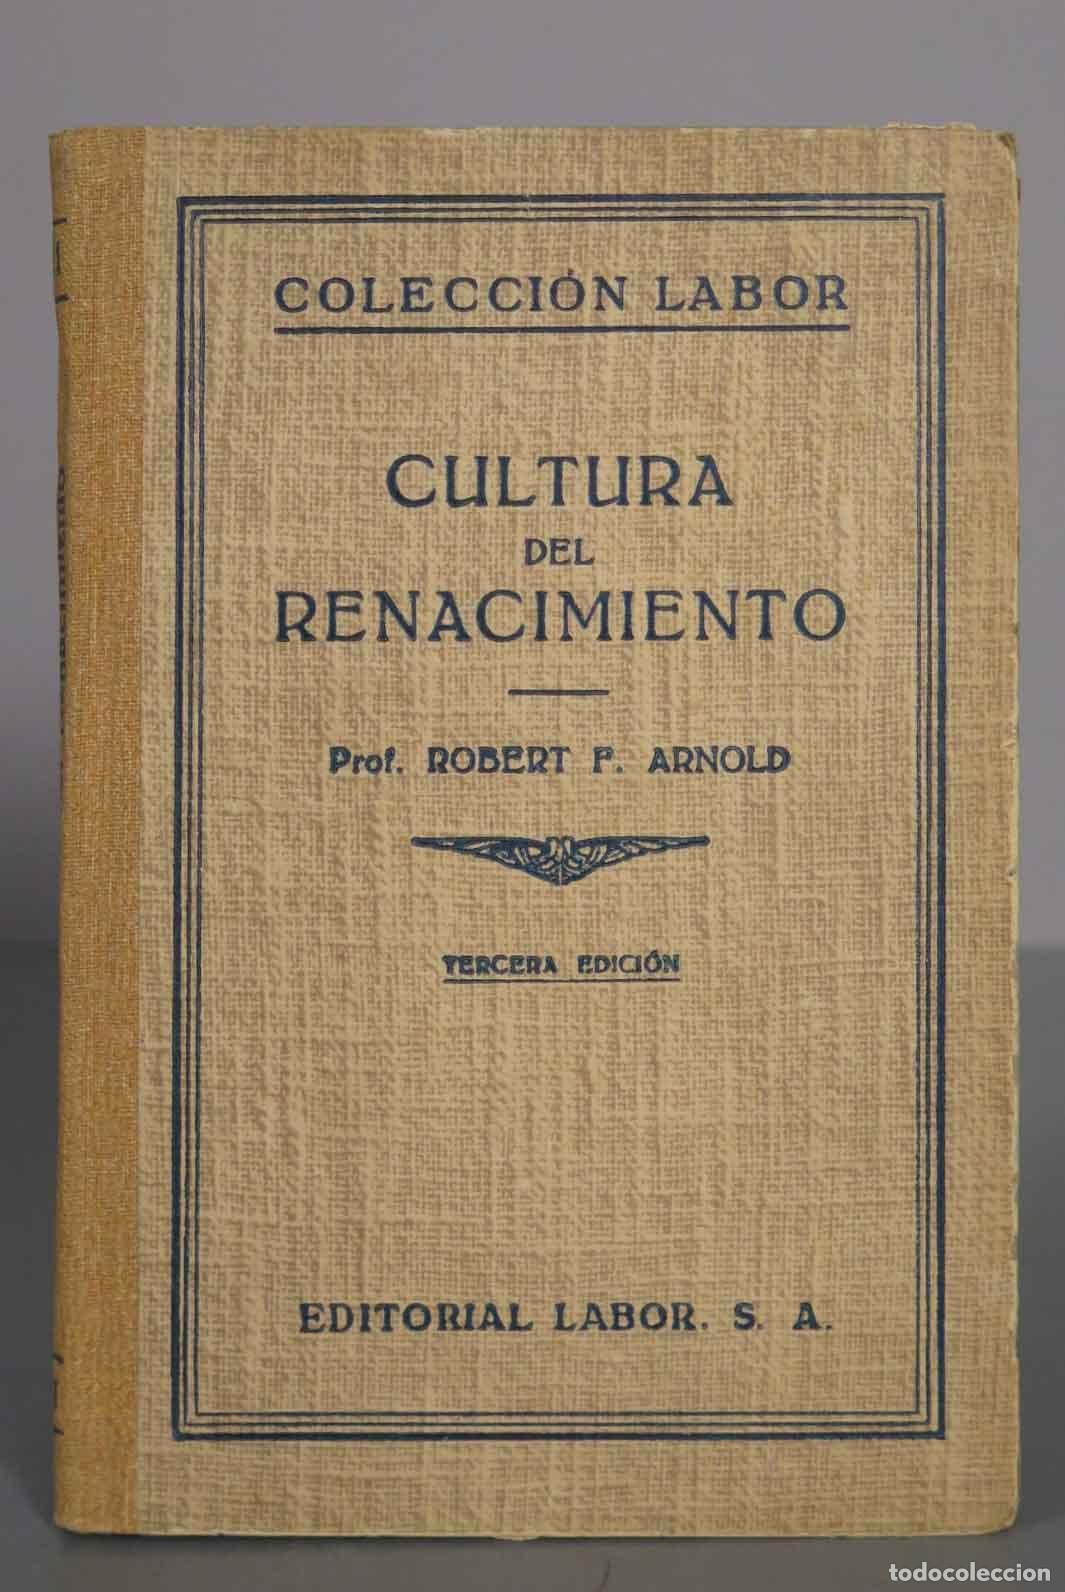 COLECCIÓN LABOR
CULTURA
DEL
RENACIMIENTO
Prof. ROBERT F. ARNOLD
TERCERA EDICIÓN
EDITORIAL LABOR. S. A.
todocoleccion